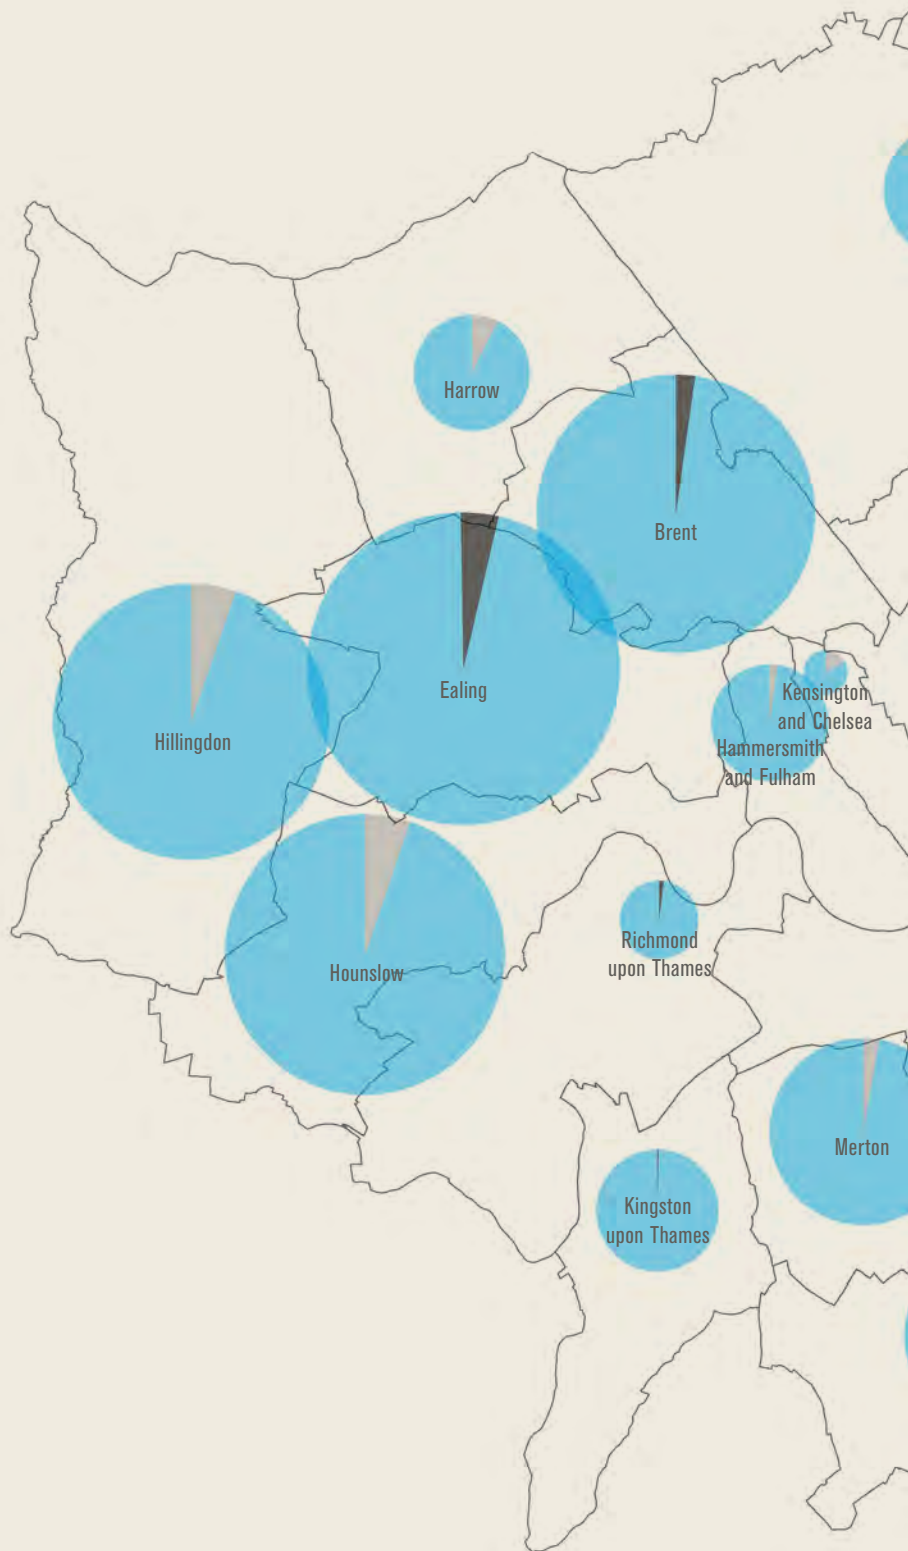 Harrow
Brent
Ealing
Kensington
and Chelsea
Hillingdon
Hammersmith
and Fulham
Richmond
upon Thames
Hounslow
Merton
Kingston
upon Thames